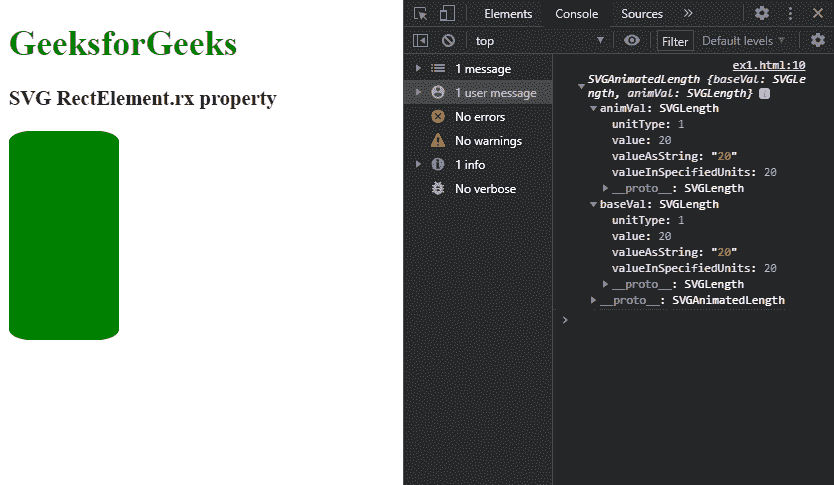 GeeksforGeeks
SVG RectElement.rx property
Elements Console Sources »
top Filter Default levels
1 message
1 user message
No errors
No warnings
1 info
No verbose
ex1.html:10
SVGAnimatedLength {baseVal: SVGLe
ngth, animVal: SVGLength} i
animVal: SVGLength
unitType: 1
value: 20
valueAsString: "20"
valueInSpecifiedUnits: 20
__proto__: SVGLength
baseVal: SVGLength
unitType: 1
value: 20
valueAsString: "20"
valueInSpecifiedUnits: 20
__proto__: SVGLength
__proto__: SVGAnimatedLength
>